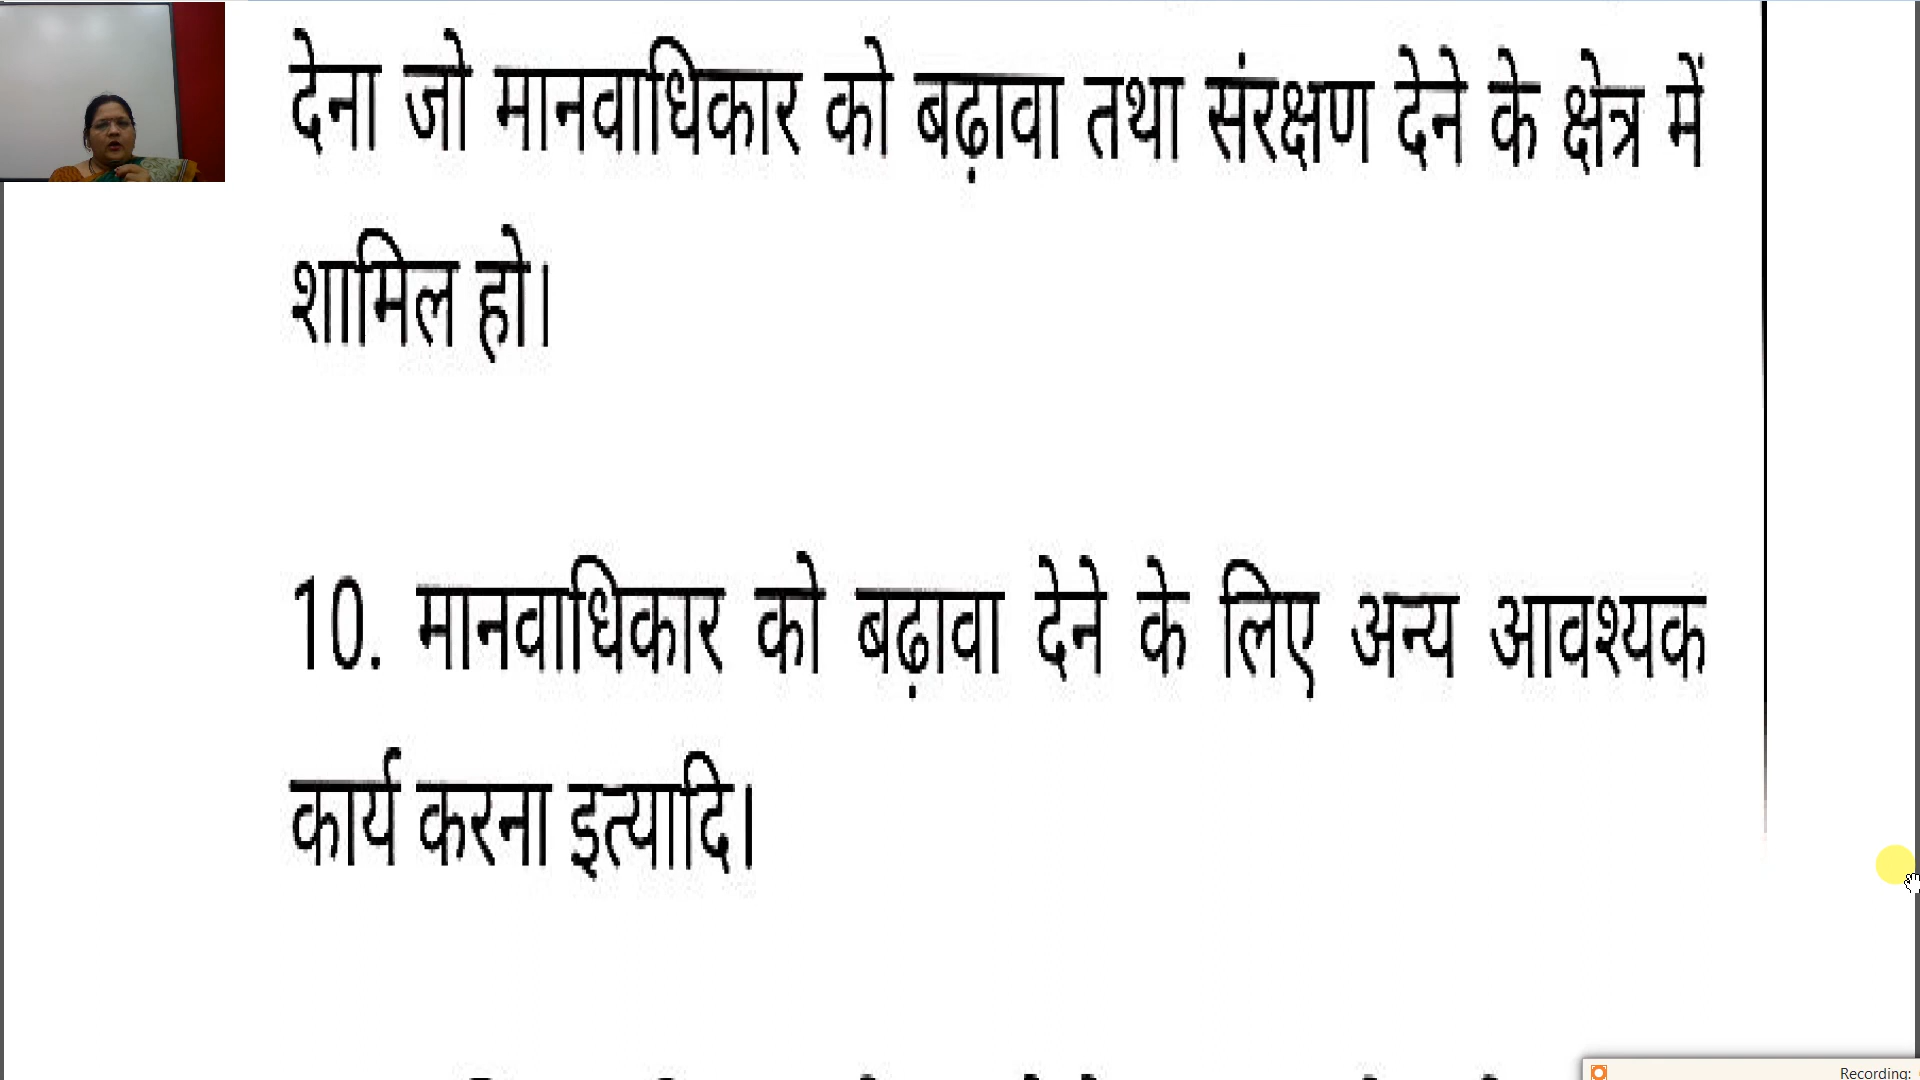 देना जो मानवाधिकार को बढ़ावा तथा संरक्षण देने के क्षेत्र में
शामिल हो।
10. मानवाधिकार को बढ़ावा देने के लिए अन्य आवश्यक
कार्य करना इत्यादि।
Recording: